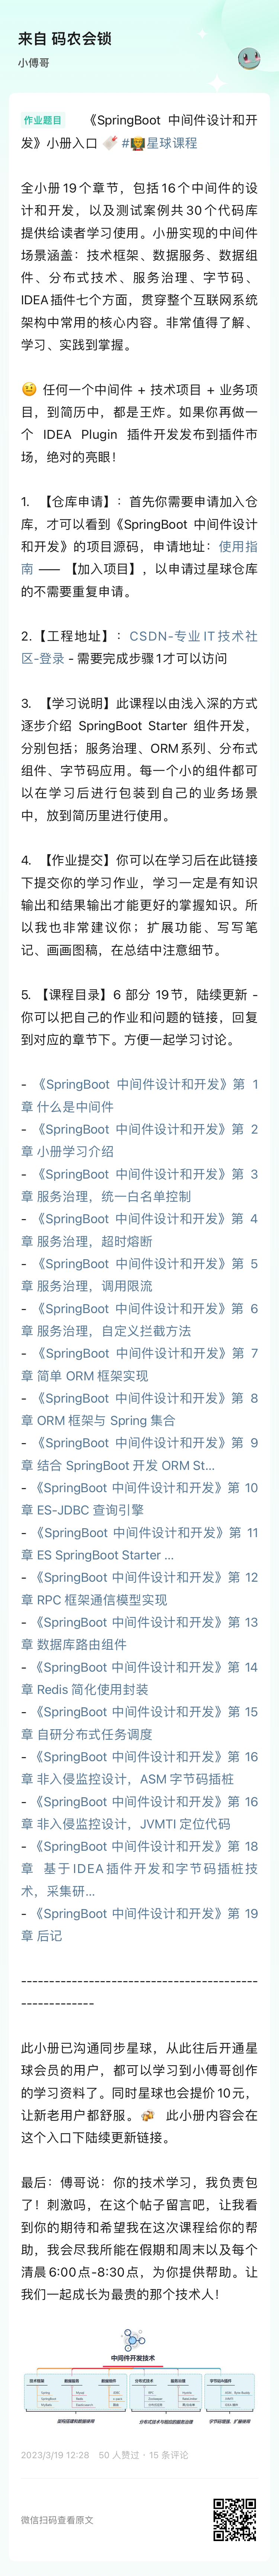 来自 码农会锁
小傅哥
作业题目 《SpringBoot 中间件设计和开
发》小册入口 #星球课程
全小册19个章节，包括16个中间件的设
计和开发，以及测试案例共30个代码库
提供给读者学习使用。小册实现的中间件
场景涵盖：技术框架、数据服务、数据组
件、分布式技术、服务治理、字节码、
IDEA插件七个方面，贯穿整个互联网系统
架构中常用的核心内容。非常值得了解、
学习、实践到掌握。
🤨 任何一个中间件 + 技术项目 + 业务项
目，到简历中，都是王炸。如果你再做一
个 IDEA Plugin 插件开发发布到插件市
场，绝对的亮眼！
1. 【仓库申请】：首先你需要申请加入仓
库，才可以看到《SpringBoot 中间件设计
和开发》的项目源码，申请地址：使用指
南 —— 【加入项目】，以申请过星球仓库
的不需要重复申请。
2.【工程地址】：CSDN-专业IT技术社
区-登录 - 需要完成步骤1才可以访问
3. 【学习说明】此课程以由浅入深的方式
逐步介绍 SpringBoot Starter 组件开发，
分别包括；服务治理、ORM系列、分布式
组件、字节码应用。每一个小的组件都可
以在学习后进行包装到自己的业务场景
中，放到简历里进行使用。
4. 【作业提交】你可以在学习后在此链接
下提交你的学习作业，学习一定是有知识
输出和结果输出才能更好的掌握知识。所
以我也非常建议你；扩展功能、写写笔
记、画画图稿，在总结中注意细节。
5. 【课程目录】6 部分 19节，陆续更新 -
你可以把自己的作业和问题的链接，回复
到对应的章节下。方便一起学习讨论。
- 《SpringBoot 中间件设计和开发》第 1
章 什么是中间件
- 《SpringBoot 中间件设计和开发》第 2
章 小册学习介绍
- 《SpringBoot 中间件设计和开发》第 3
章 服务治理，统一白名单控制
- 《SpringBoot 中间件设计和开发》第 4
章 服务治理，超时熔断
- 《SpringBoot 中间件设计和开发》第 5
章 服务治理，调用限流
- 《SpringBoot 中间件设计和开发》第 6
章 服务治理，自定义拦截方法
- 《SpringBoot 中间件设计和开发》第 7
章 简单 ORM 框架实现
- 《SpringBoot 中间件设计和开发》第 8
章 ORM 框架与 Spring 集合
- 《SpringBoot 中间件设计和开发》第 9
章 结合 SpringBoot 开发 ORM St...
- 《SpringBoot 中间件设计和开发》第 10
章 ES-JDBC 查询引擎
- 《SpringBoot 中间件设计和开发》第 11
章 ES SpringBoot Starter ...
- 《SpringBoot 中间件设计和开发》第 12
章 RPC 框架通信模型实现
- 《SpringBoot 中间件设计和开发》第 13
章 数据库路由组件
- 《SpringBoot 中间件设计和开发》第 14
章 Redis 简化使用封装
- 《SpringBoot 中间件设计和开发》第 15
章 自研分布式任务调度
- 《SpringBoot 中间件设计和开发》第 16
章 非入侵监控设计，ASM字节码插桩
- 《SpringBoot 中间件设计和开发》第 16
章 非入侵监控设计，JVMTI 定位代码
- 《SpringBoot 中间件设计和开发》第 18
章 基于IDEA插件开发和字节码插桩技
术，采集研...
- 《SpringBoot 中间件设计和开发》第 19
章 后记
------------------------------------------
-------------
此小册已沟通同步星球，从此往后开通星
球会员的用户，都可以学习到小傅哥创作
的学习资料了。同时星球也会提价10元，
让新老用户都舒服。🍻 此小册内容会在
这个入口下陆续更新链接。
最后：傅哥说：你的技术学习，我负责包
了！刺激吗，在这个帖子留言吧，让我看
到你的期待和希望我在这次课程给你的帮
助，我会尽我所能在假期和周末以及每个
清晨6:00点-8:30点，为你提供帮助。让
我们一起成长为最贵的那个技术人！
中间件开发技术
2023/3/19 12:28 50 人赞过 · 15 条评论
微信扫码查看原文